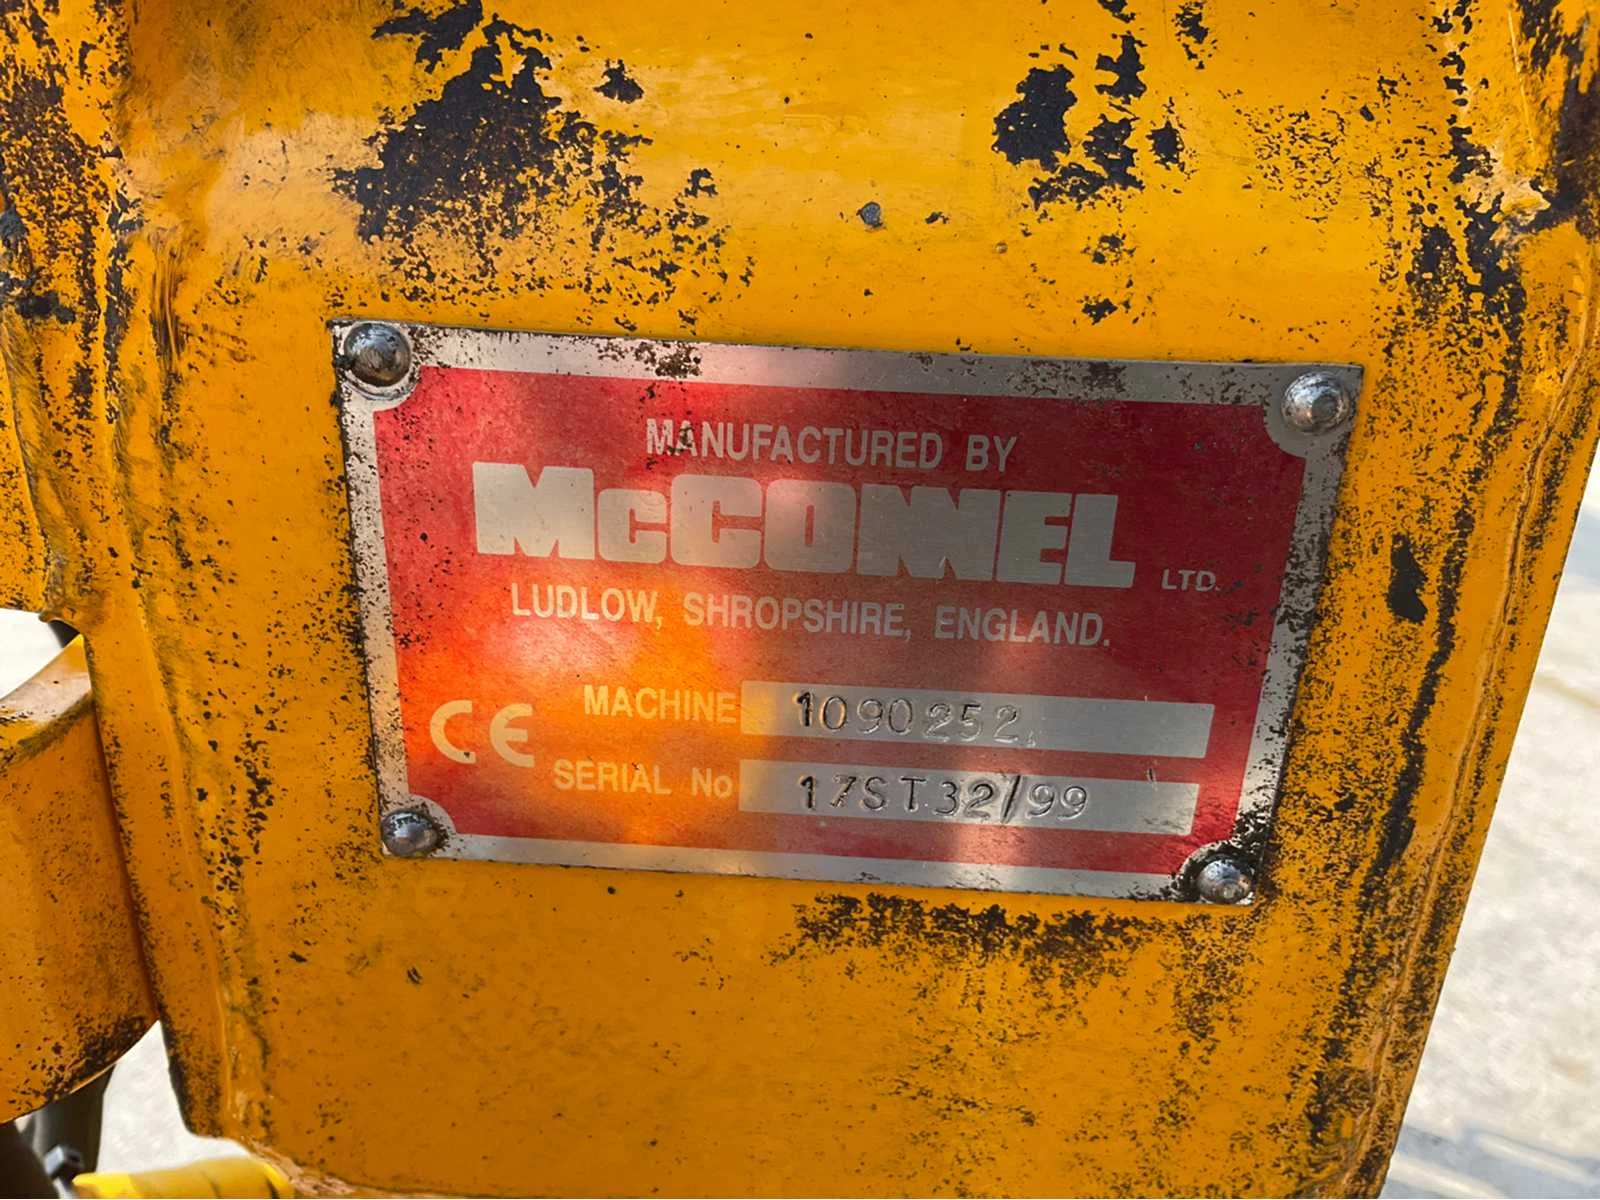 MANUFACTURED BY
McCONNEL LTD.
LUDLOW, SHROPSHIRE, ENGLAND.
CE MACHINE 1090252
SERIAL No 17ST32/99